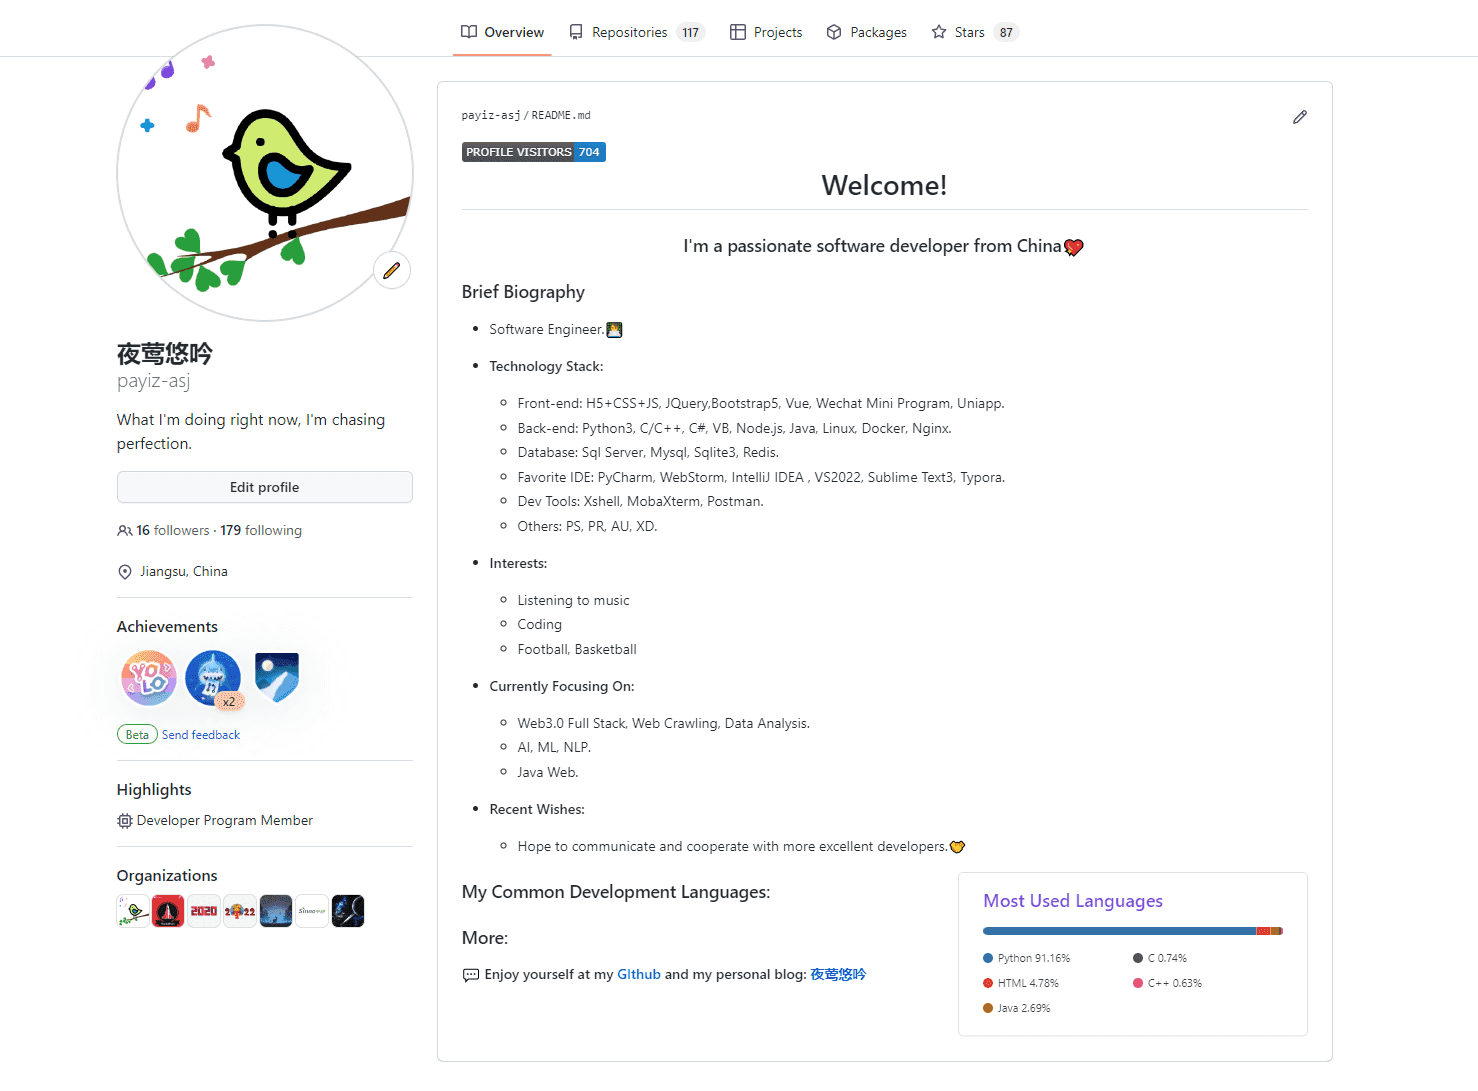 Overview Repositories 117 Projects Packages Stars 87
夜莺悠吟
payiz-asj
What I'm doing right now, I'm chasing
perfection.
Edit profile
16 followers · 179 following
Jiangsu, China
Achievements
YOLO
x2
Beta Send feedback
Highlights
Developer Program Member
Organizations
2020
2022
payiz-asj/README.md
PROFILE VISITORS 704
Welcome!
I'm a passionate software developer from China
Brief Biography
Software Engineer.
Technology Stack:
Front-end: H5+CSS+JS, JQuery,Bootstrap5, Vue, Wechat Mini Program, Uniapp.
Back-end: Python3, C/C++, C#, VB, Node.js, Java, Linux, Docker, Nginx.
Database: Sql Server, Mysql, Sqlite3, Redis.
Favorite IDE: PyCharm, WebStorm, IntelliJ IDEA , VS2022, Sublime Text3, Typora.
Dev Tools: Xshell, MobaXterm, Postman.
Others: PS, PR, AU, XD.
Interests:
Listening to music
Coding
Football, Basketball
Currently Focusing On:
Web3.0 Full Stack, Web Crawling, Data Analysis.
AI, ML, NLP.
Java Web.
Recent Wishes:
Hope to communicate and cooperate with more excellent developers.
My Common Development Languages:
More:
Enjoy yourself at my GIthub and my personal blog: 夜莺悠吟
Most Used Languages
Python 91.16%
C 0.74%
HTML 4.78%
C++ 0.63%
Java 2.69%